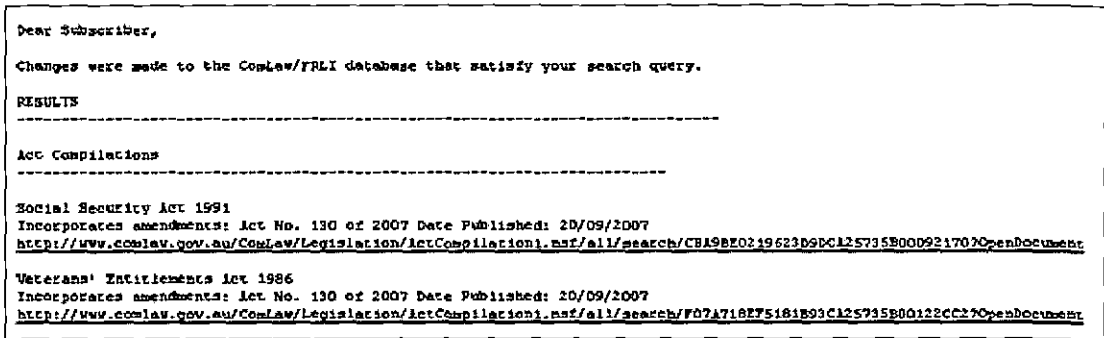 Dear Subscriber,
Changes were made to the ComLaw/FRLI database that satisfy your search query.
RESULTS
--------------------------------------------------------------------------------
Act Compilations
--------------------------------------------------------------------------
Social Security Act 1991
Incorporates amendments: Act No. 130 of 2007 Date Published: 20/09/2007
http://www.comlaw.gov.au/ComLaw/Legislation/ActCompilation1.nsf/all/search/CBA9BE0219623D9DCA25735B00092170?OpenDocument
Veterans' Entitlements Act 1986
Incorporates amendments: Act No. 130 of 2007 Date Published: 20/09/2007
http://www.comlaw.gov.au/ComLaw/Legislation/ActCompilation1.nsf/all/search/F07A718EF5181B93CA25735B00122CC2?OpenDocument